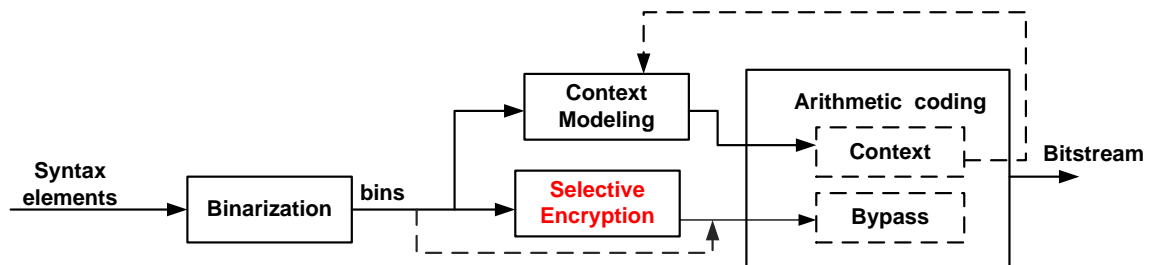 Syntax
elements
Binarization
bins
Context
Modeling
Selective
Encryption
Arithmetic coding
Context
Bypass
Bitstream